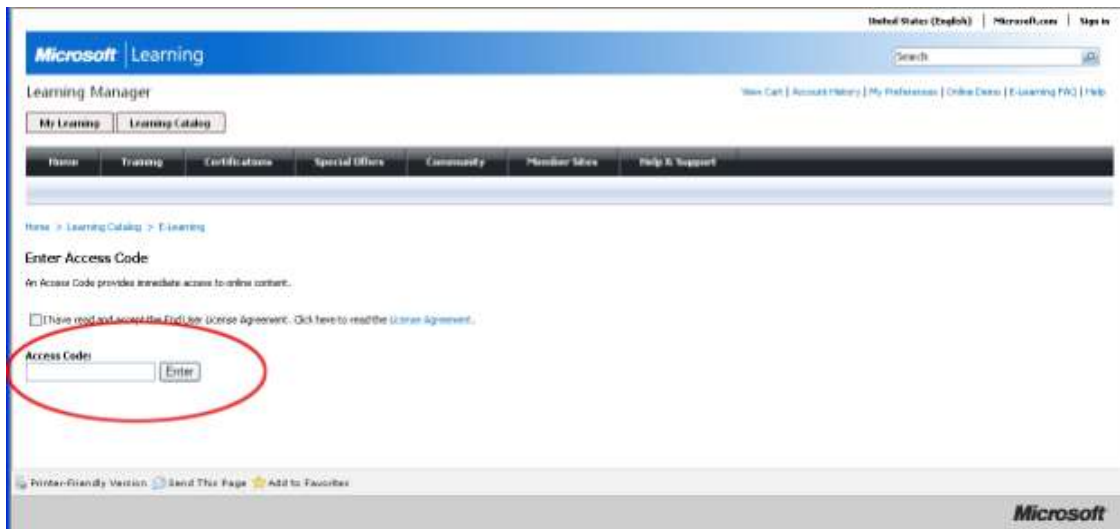 United States (English) | Microsoft.com | Sign in
Microsoft | Learning
Search
Learning Manager
View Cart | Account History | My Preferences | Online Demo | E-Learning FAQ | Help
My Learning
Learning Catalog
Home Training Certifications Special Offers Community Member Sites Help & Support
Home > Learning Catalog > E-Learning
Enter Access Code
An Access Code provides immediate access to online content.
I have read and accept the End User License Agreement. Click here to read the License Agreement.
Access Code:
Enter
Printer-Friendly Version Send This Page Add to Favorites
Microsoft